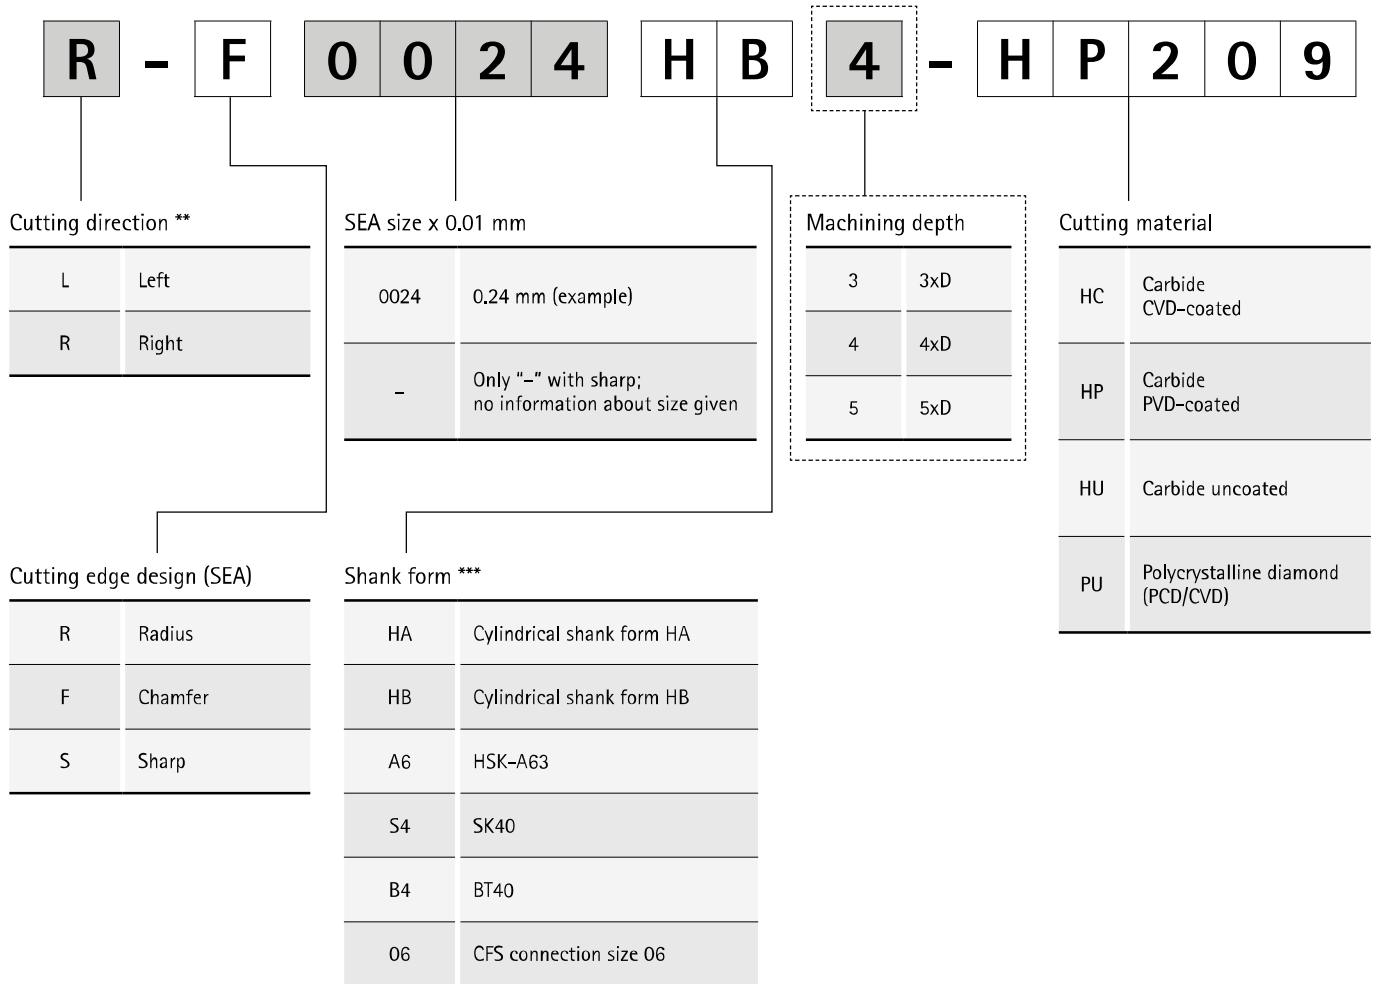 R – F 0 0 2 4 H B 4 – H P 2 0 9
Cutting direction **
L Left
R Right
SEA size x 0.01 mm
0024 0.24 mm (example)
– Only "–" with sharp;
no information about size given
Machining depth
3 3xD
4 4xD
5 5xD
Cutting material
HC Carbide
CVD–coated
HP Carbide
PVD–coated
HU Carbide uncoated
PU Polycrystalline diamond
(PCD/CVD)
Cutting edge design (SEA)
R Radius
F Chamfer
S Sharp
Shank form ***
HA Cylindrical shank form HA
HB Cylindrical shank form HB
A6 HSK–A63
S4 SK40
B4 BT40
06 CFS connection size 06